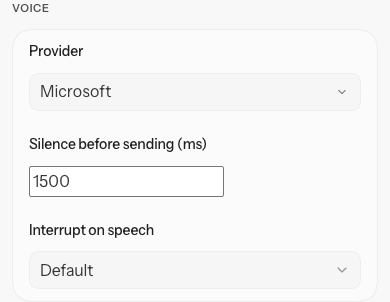 VOICE
Provider
Microsoft
Silence before sending (ms)
1500
Interrupt on speech
Default